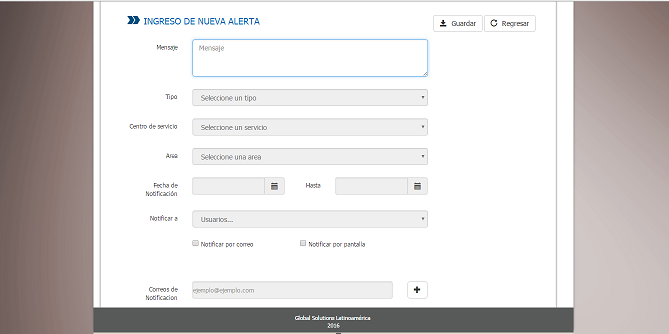 INGRESO DE NUEVA ALERTA
Guardar
Regresar
Mensaje
Mensaje
Tipo
Seleccione un tipo
Centro de servicio
Seleccione un servicio
Area
Seleccione una area
Fecha de
Notificación
Hasta
Notificar a
Usuarios...
Notificar por correo
Notificar por pantalla
Correos de
Notificacion
ejemplo@ejemplo.com
Global Solutions Latinoamérica
2016